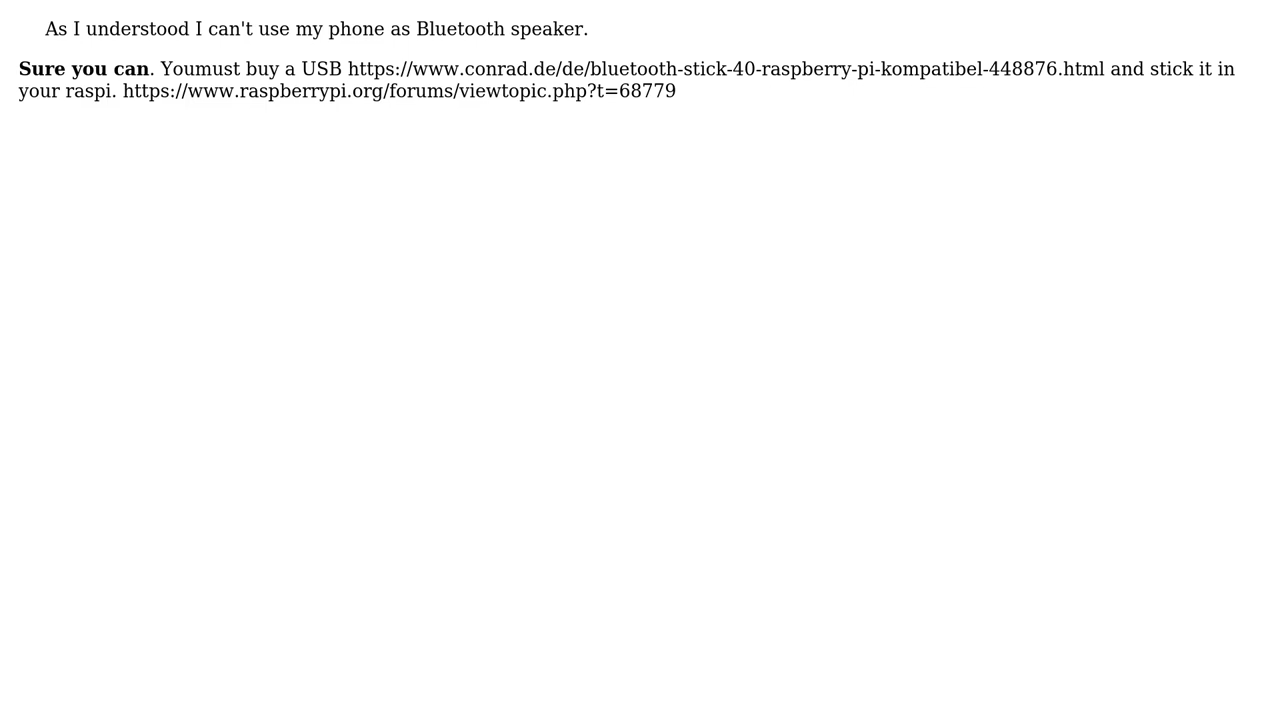 As I understood I can't use my phone as Bluetooth speaker.
Sure you can. Youmust buy a USB https://www.conrad.de/de/bluetooth-stick-40-raspberry-pi-kompatibel-448876.html and stick it in
your raspi. https://www.raspberrypi.org/forums/viewtopic.php?t=68779